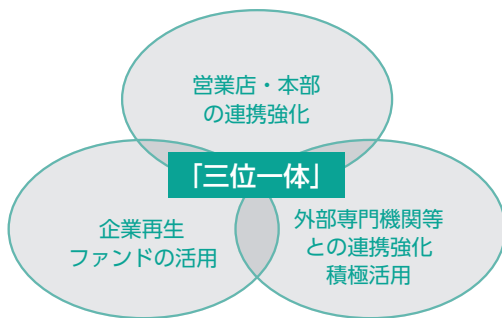 営業店・本部
の連携強化
「三位一体」
企業再生
ファンドの活用
外部専門機関等
との連携強化
積極活用